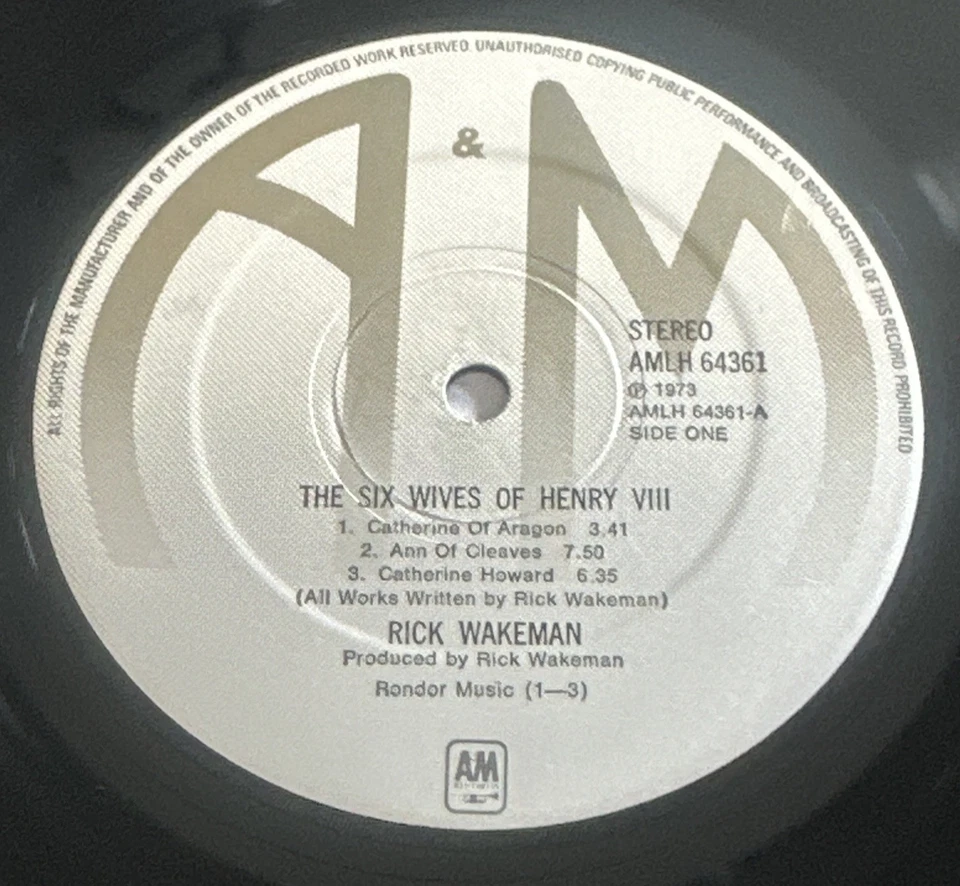 ALL RIGHTS OF THE MANUFACTURER AND OF THE OWNER OF THE RECORDED WORK RESERVED. UNAUTHORISED COPYING PUBLIC PERFORMANCE AND BROADCASTING OF THIS RECORD PROHIBITED
A & M
STEREO
AMLH 64361
℗ 1973
AMLH 64361-A
SIDE ONE
THE SIX WIVES OF HENRY VIII
1. Catherine Of Aragon 3.41
2. Ann Of Cleaves 7.50
3. Catherine Howard 6.35
(All Works Written by Rick Wakeman)
RICK WAKEMAN
Produced by Rick Wakeman
Rondor Music (1—3)
AM